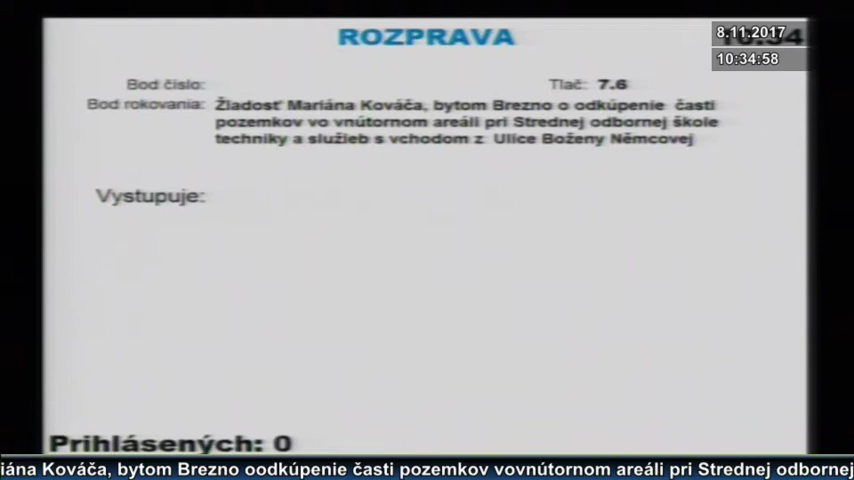 ROZPRAVA
8.11.2017
10:34:58
Bod číslo:
Tlač: 7.6
Bod rokovania: Žiadosť Mariána Kováča, bytom Brezno o odkúpenie časti
pozemkov vo vnútornom areáli pri Strednej odbornej škole
techniky a služieb s vchodom z Ulice Boženy Němcovej
Vystupuje:
Prihlásených: 0
iána Kováča, bytom Brezno oodkúpenie časti pozemkov vovnútornom areáli pri Strednej odbornej